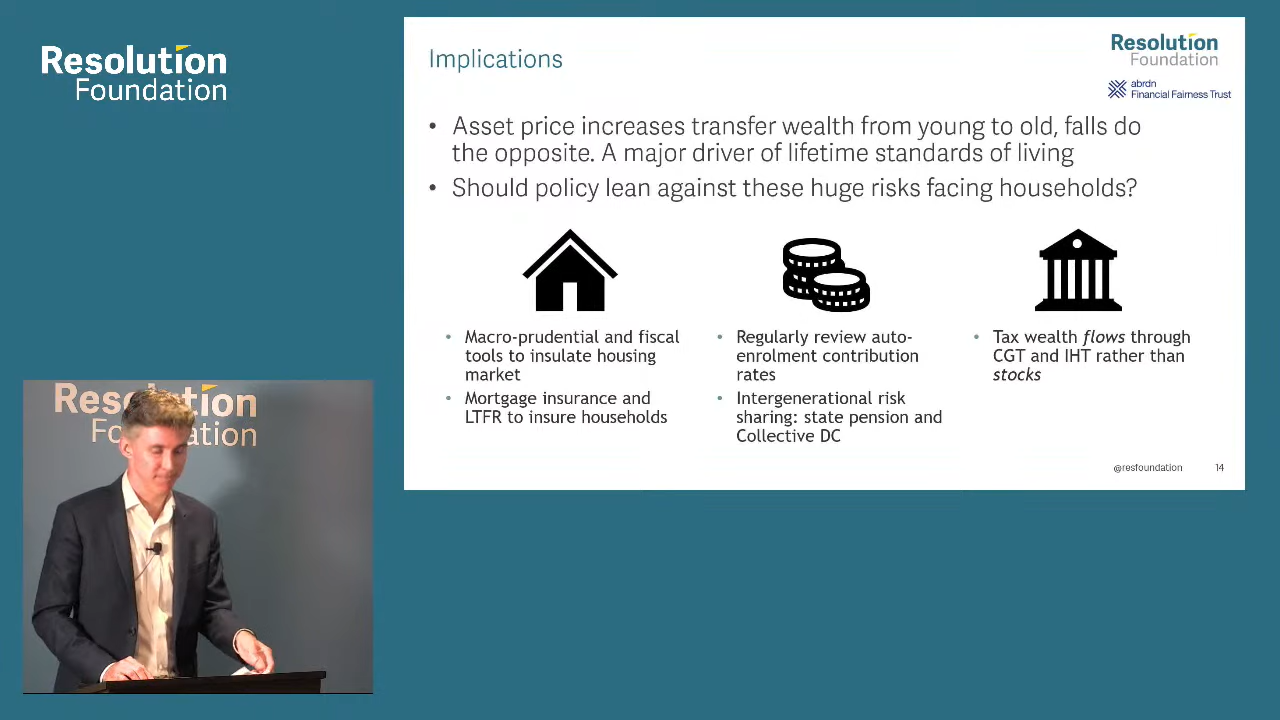 Resolution
Foundation
Implications
Resolution
Foundation
abrdn
Financial Fairness Trust
• Asset price increases transfer wealth from young to old, falls do
the opposite. A major driver of lifetime standards of living
• Should policy lean against these huge risks facing households?
• Macro-prudential and fiscal
tools to insulate housing
market
• Mortgage insurance and
LTFR to insure households
• Regularly review auto-
enrolment contribution
rates
• Intergenerational risk
sharing: state pension and
Collective DC
• Tax wealth flows through
CGT and IHT rather than
stocks
@resfoundation
14
Resolution
Foundation